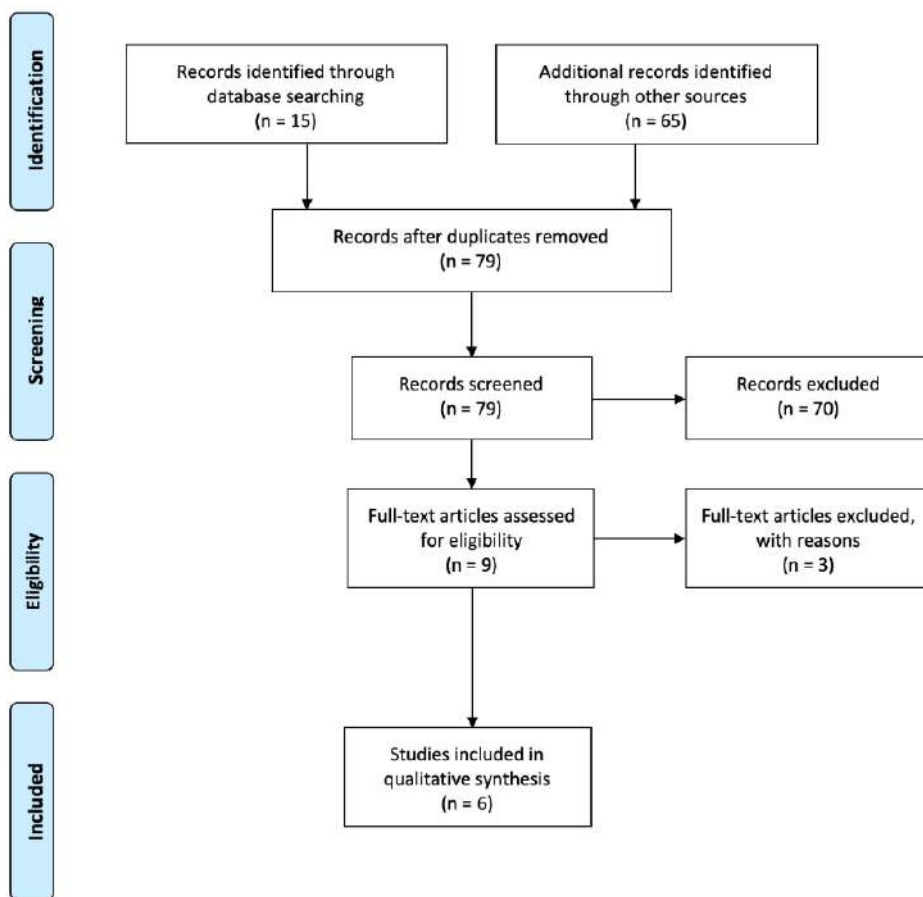 Identification
Records identified through
database searching
(n = 15)
Additional records identified
through other sources
(n = 65)
Records after duplicates removed
(n = 79)
Screening
Records screened
(n = 79)
Records excluded
(n = 70)
Eligibility
Full-text articles assessed
for eligibility
(n = 9)
Full-text articles excluded,
with reasons
(n = 3)
Included
Studies included in
qualitative synthesis
(n = 6)